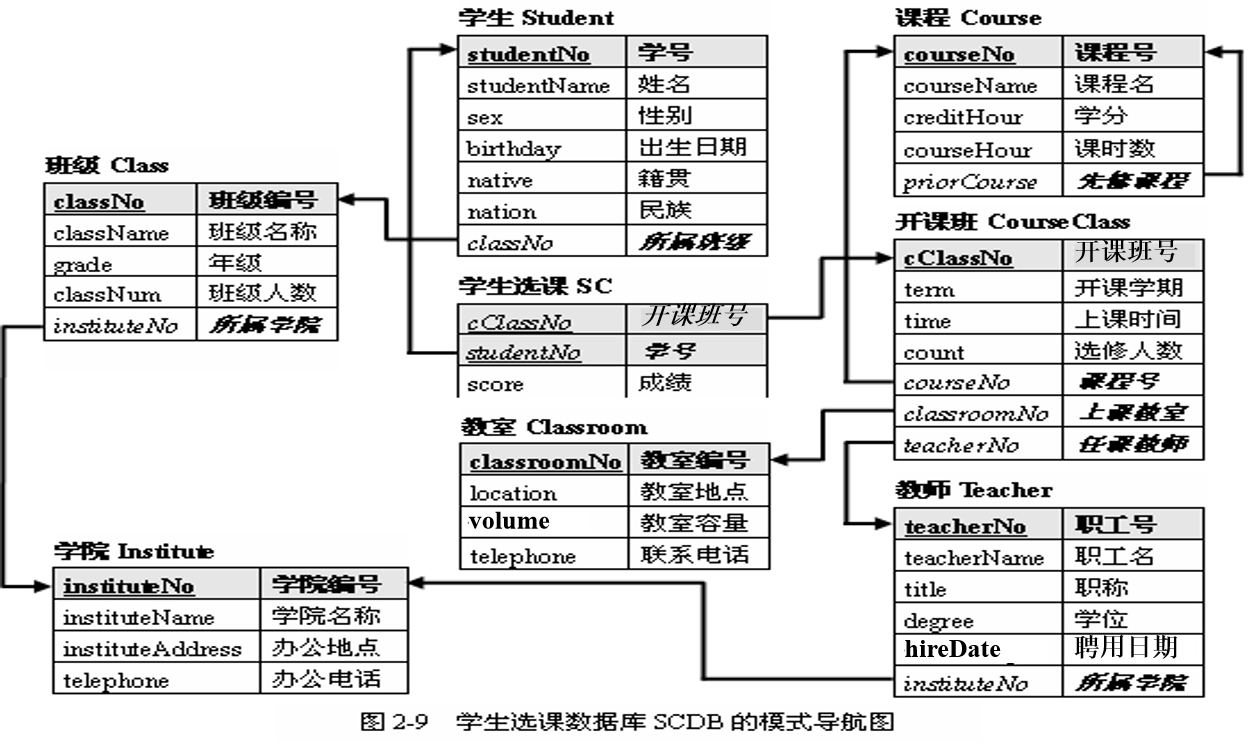 学生 Student
studentNo 学号
studentName 姓名
sex 性别
birthday 出生日期
native 籍贯
nation 民族
classNo 所属班级
课程 Course
courseNo 课程号
courseName 课程名
creditHour 学分
courseHour 课时数
priorCourse 先修课程
班级 Class
classNo 班级编号
className 班级名称
grade 年级
classNum 班级人数
instituteNo 所属学院
学生选课 SC
cClassNo 开课班号
studentNo 学号
score 成绩
开课班 CourseClass
cClassNo 开课班号
term 开课学期
time 上课时间
count 选修人数
courseNo 课程号
classroomNo 上课教室
teacherNo 任课教师
教室 Classroom
classroomNo 教室编号
location 教室地点
volume 教室容量
telephone 联系电话
教师 Teacher
teacherNo 职工号
teacherName 职工名
title 职称
degree 学位
hireDate 聘用日期
instituteNo 所属学院
学院 Institute
instituteNo 学院编号
instituteName 学院名称
instituteAddress 办公地点
telephone 办公电话
图 2-9 学生选课数据库 SCDB 的模式导航图